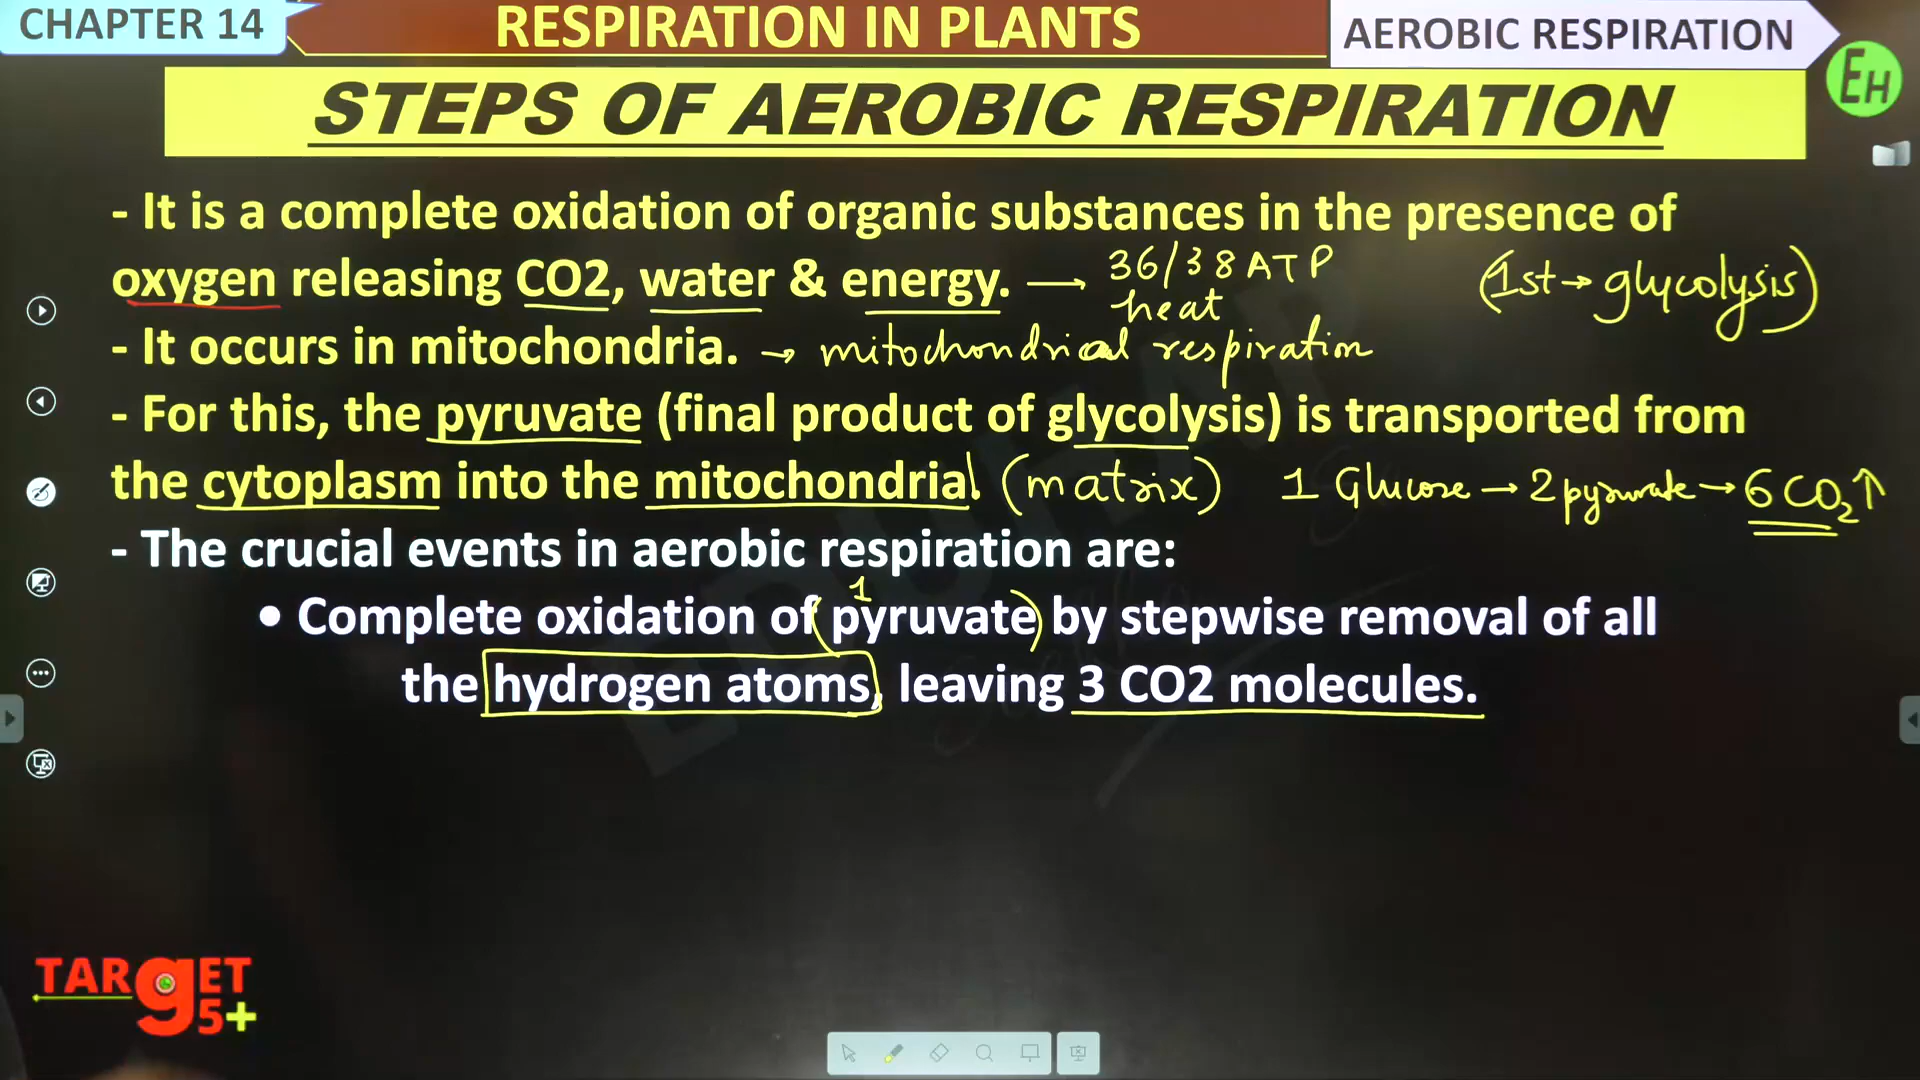 CHAPTER 14
RESPIRATION IN PLANTS
AEROBIC RESPIRATION
EH
STEPS OF AEROBIC RESPIRATION
- It is a complete oxidation of organic substances in the presence of
oxygen releasing CO2, water & energy. → 36/38 ATP
heat
(1st → glycolysis)
- It occurs in mitochondria. → mitochondrial respiration
- For this, the pyruvate (final product of glycolysis) is transported from
the cytoplasm into the mitochondrial (matrix) 1 Glucose → 2 pyruvate → 6 CO2↑
- The crucial events in aerobic respiration are:
1
• Complete oxidation of (pyruvate) by stepwise removal of all
the hydrogen atoms, leaving 3 CO2 molecules.
TARgET
95+